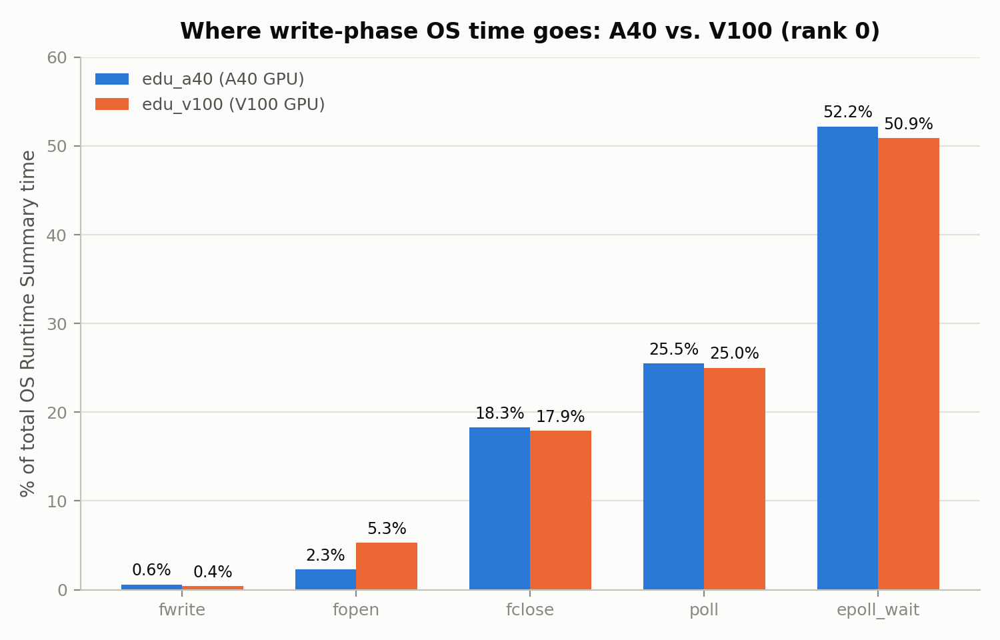 Where write-phase OS time goes: A40 vs. V100 (rank 0)
edu_a40 (A40 GPU)
edu_v100 (V100 GPU)
% of total OS Runtime Summary time
60
50
40
30
20
10
0
0.6%
0.4%
2.3%
5.3%
18.3%
17.9%
25.5%
25.0%
52.2%
50.9%
fwrite
fopen
fclose
poll
epoll_wait